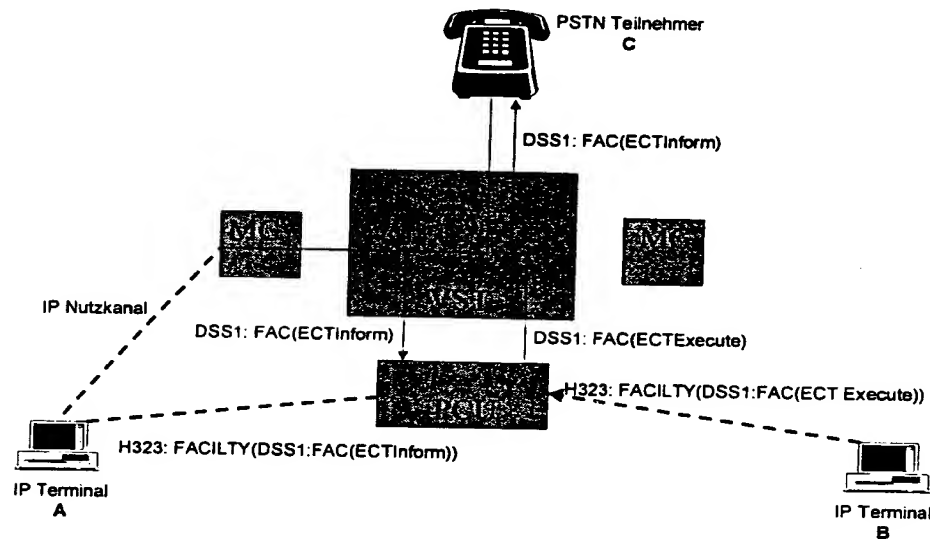 PSTN Teilnehmer
C
DSS1: FAC(ECTInform)
IP Nutzkanal
DSS1: FAC(ECTInform)
DSS1: FAC(ECTExecute)
H323: FACILTY(DSS1:FAC(ECT Execute))
H323: FACILTY(DSS1:FAC(ECTInform))
IP Terminal
A
IP Terminal
B